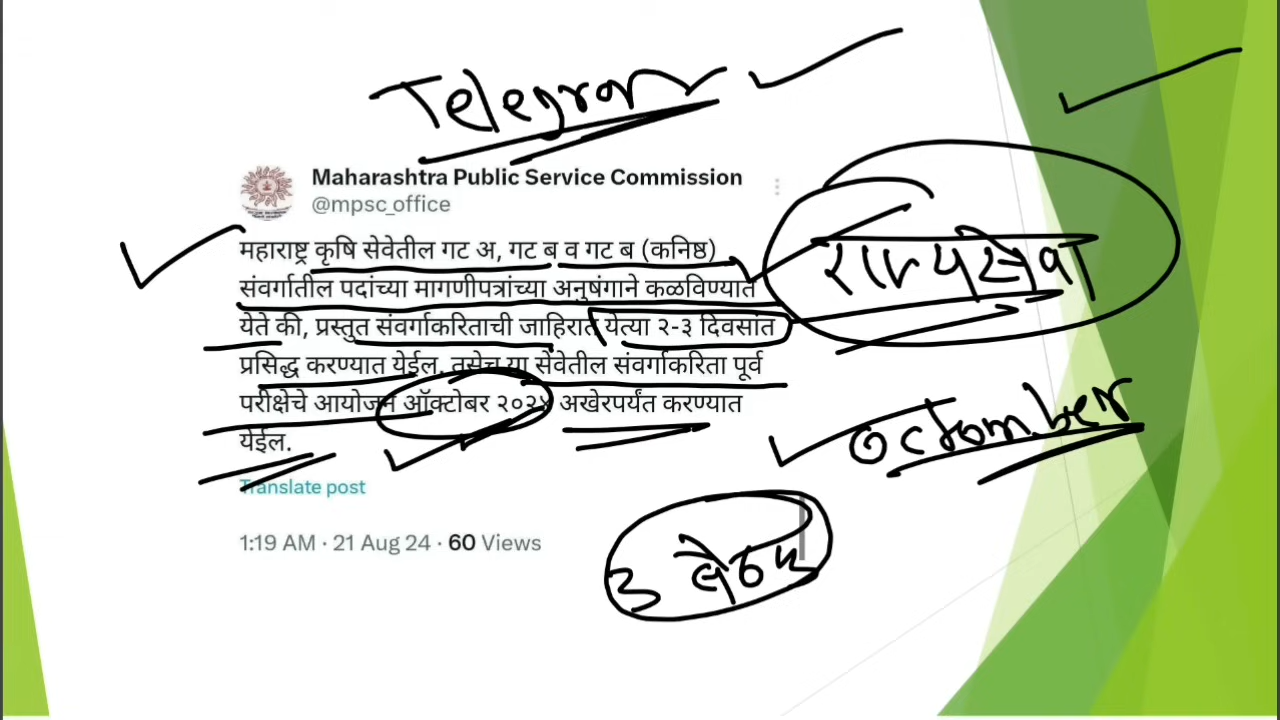 Telegram
Maharashtra Public Service Commission
@mpsc_office
महाराष्ट्र कृषि सेवेतील गट अ, गट ब व गट ब (कनिष्ठ)
संवर्गातील पदांच्या मागणीपत्रांच्या अनुषंगाने कळविण्यात
येते की, प्रस्तुत संवर्गाकरिताची जाहिरात येत्या २-३ दिवसांत
प्रसिद्ध करण्यात येईल. तसेच या सेवेतील संवर्गाकरिता पूर्व
परीक्षेचे आयोजन ऑक्टोबर २०२४ अखेरपर्यंत करण्यात
येईल.
Translate post
1:19 AM · 21 Aug 24 · 60 Views
राज्यसेवा
Octomber